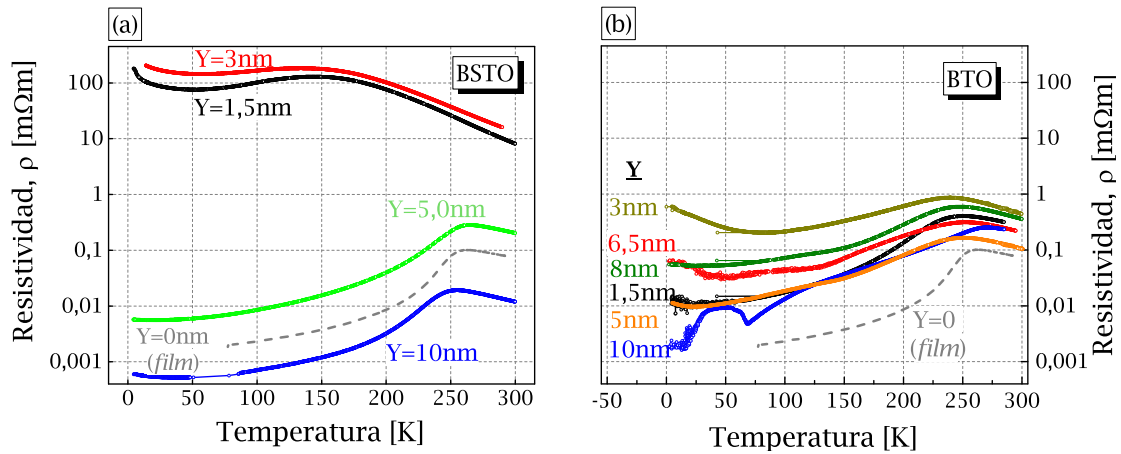 (a)
Resistividad, ρ [mΩm]
100
10
1
0,1
0,01
0,001
Y=3nm
BSTO
Y=1,5nm
Y=5,0nm
Y=0nm
(film)
Y=10nm
0 50 100 150 200 250 300
Temperatura [K]
(b)
BTO
Y
3nm
6,5nm
8nm
1,5nm
5nm
10nm
Y=0
(film)
100
10
1
0,1
0,01
0,001
Resistividad, ρ [mΩm]
-50 0 50 100 150 200 250 300
Temperatura [K]